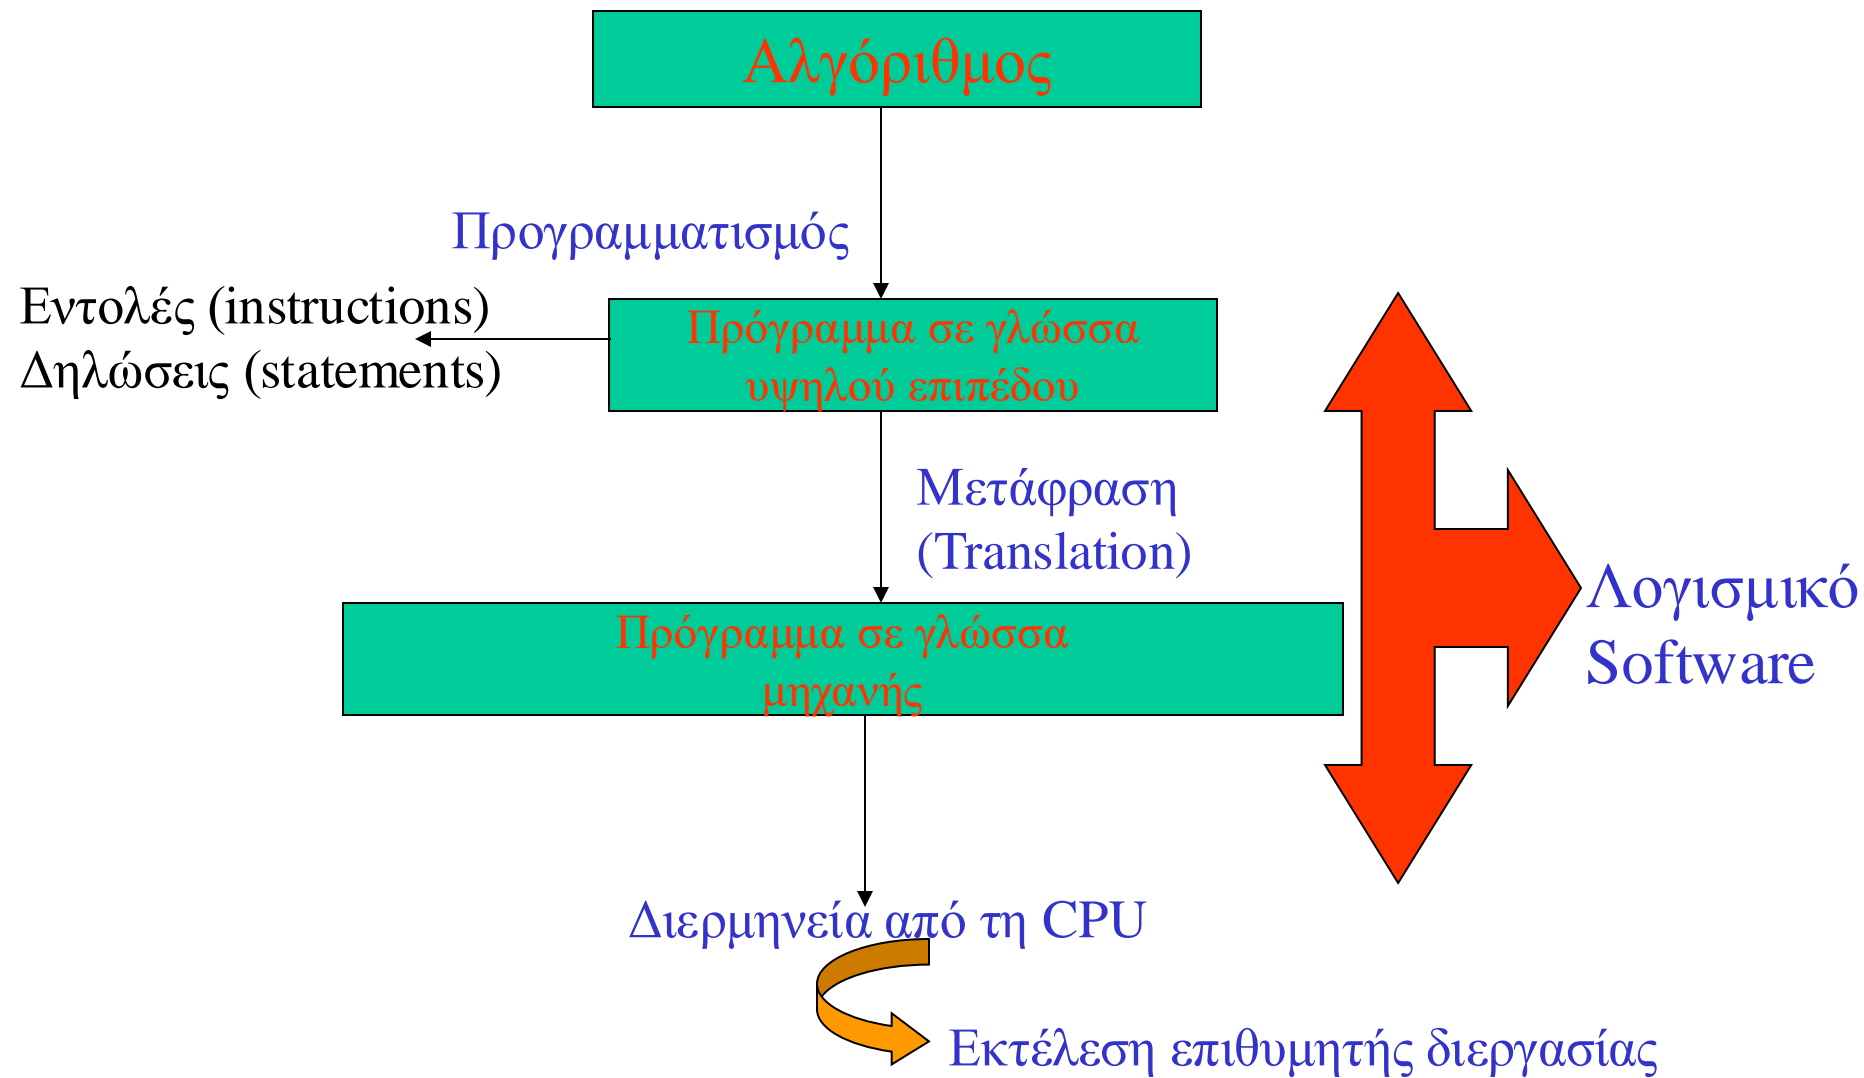 Αλγόριθμος
Προγραμματισμός
Εντολές (instructions)
Δηλώσεις (statements)
Πρόγραμμα σε γλώσσα
υψηλού επιπέδου
Μετάφραση
(Translation)
Πρόγραμμα σε γλώσσα
μηχανής
Λογισμικό
Software
Διερμηνεία από τη CPU
Εκτέλεση επιθυμητής διεργασίας